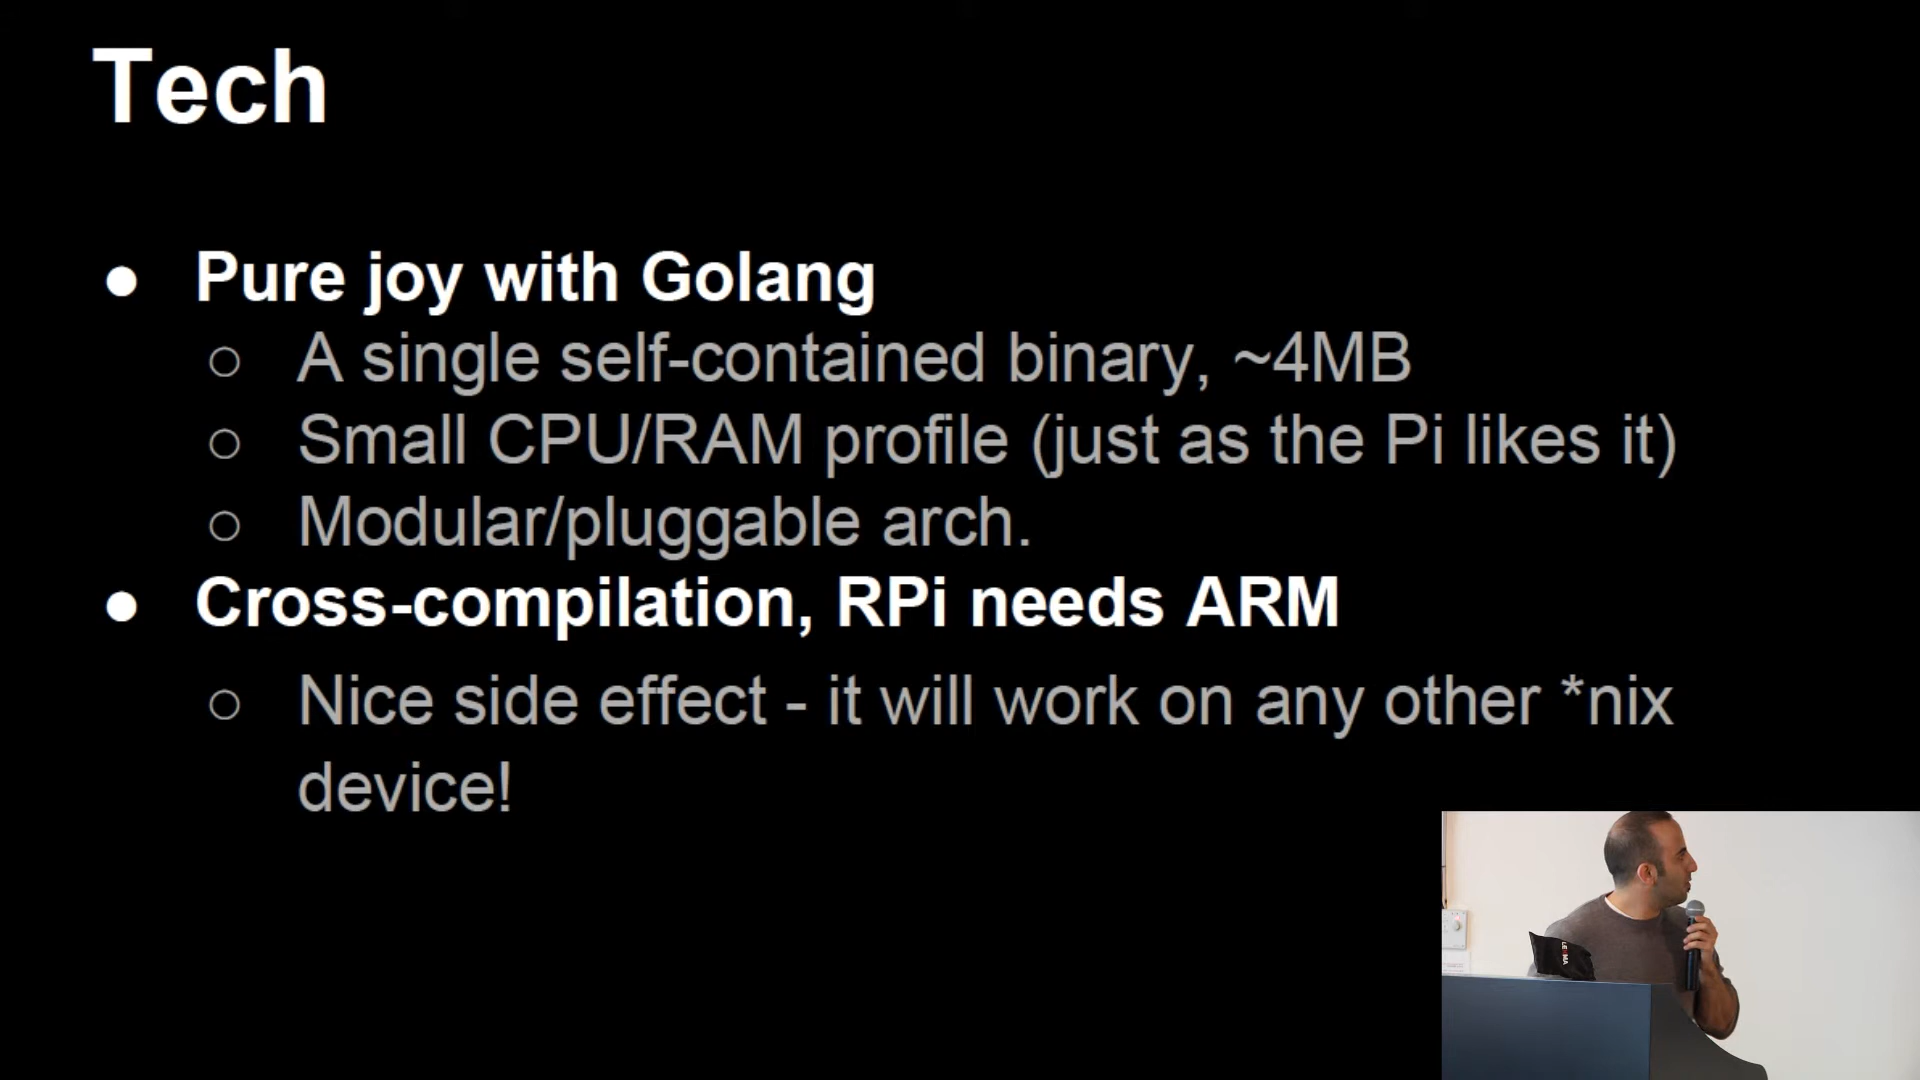 Tech
● Pure joy with Golang
○ A single self-contained binary, ~4MB
○ Small CPU/RAM profile (just as the Pi likes it)
○ Modular/pluggable arch.
● Cross-compilation, RPi needs ARM
○ Nice side effect - it will work on any other *nix
device!